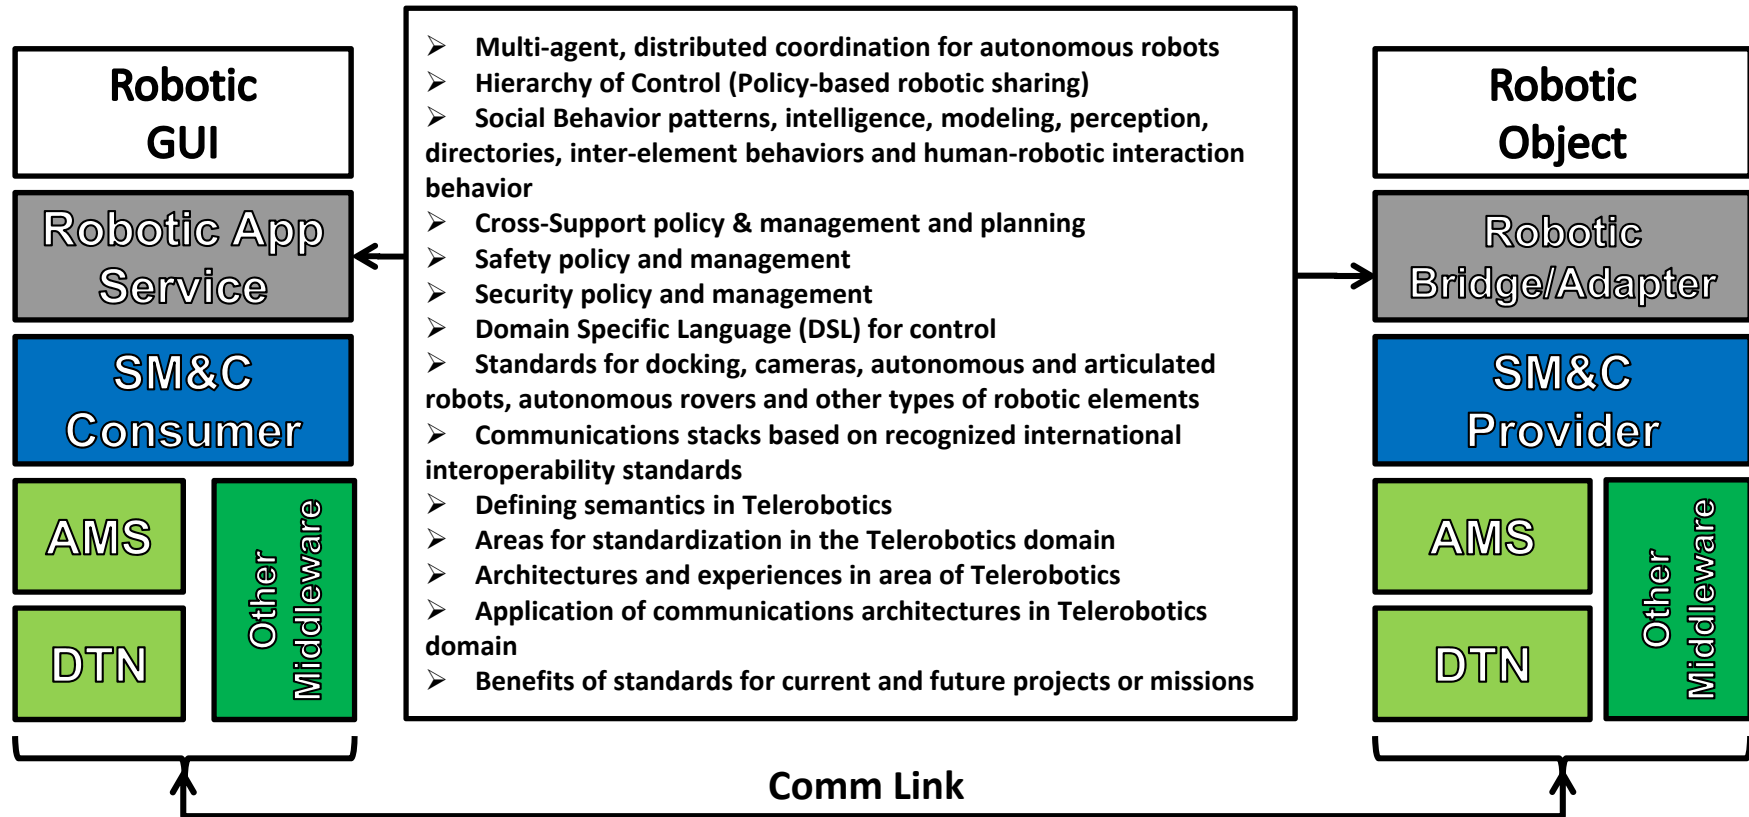 Robotic
GUI
Robotic App
Service
SM&C
Consumer
AMS
DTN
Other
Middleware
➢ Multi-agent, distributed coordination for autonomous robots
➢ Hierarchy of Control (Policy-based robotic sharing)
➢ Social Behavior patterns, intelligence, modeling, perception,
directories, inter-element behaviors and human-robotic interaction
behavior
➢ Cross-Support policy & management and planning
➢ Safety policy and management
➢ Security policy and management
➢ Domain Specific Language (DSL) for control
➢ Standards for docking, cameras, autonomous and articulated
robots, autonomous rovers and other types of robotic elements
➢ Communications stacks based on recognized international
interoperability standards
➢ Defining semantics in Telerobotics
➢ Areas for standardization in the Telerobotics domain
➢ Architectures and experiences in area of Telerobotics
➢ Application of communications architectures in Telerobotics
domain
➢ Benefits of standards for current and future projects or missions
Robotic
Object
Robotic
Bridge/Adapter
SM&C
Provider
AMS
DTN
Other
Middleware
Comm Link